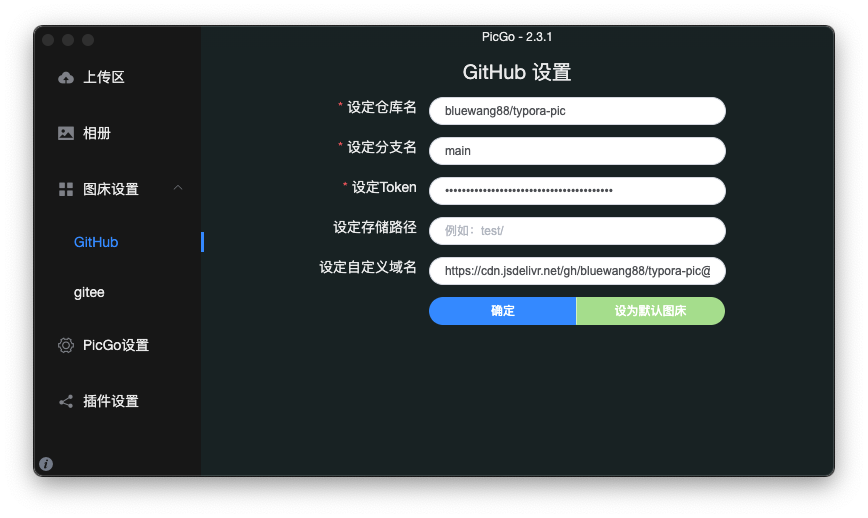 PicGo - 2.3.1
上传区
相册
图床设置
GitHub
gitee
PicGo设置
插件设置
GitHub 设置
* 设定仓库名 bluewang88/typora-pic
* 设定分支名 main
* 设定Token ••••••••••••••••••••••••••••••••••••••••
设定存储路径 例如：test/
设定自定义域名 https://cdn.jsdelivr.net/gh/bluewang88/typora-pic@
确定 设为默认图床